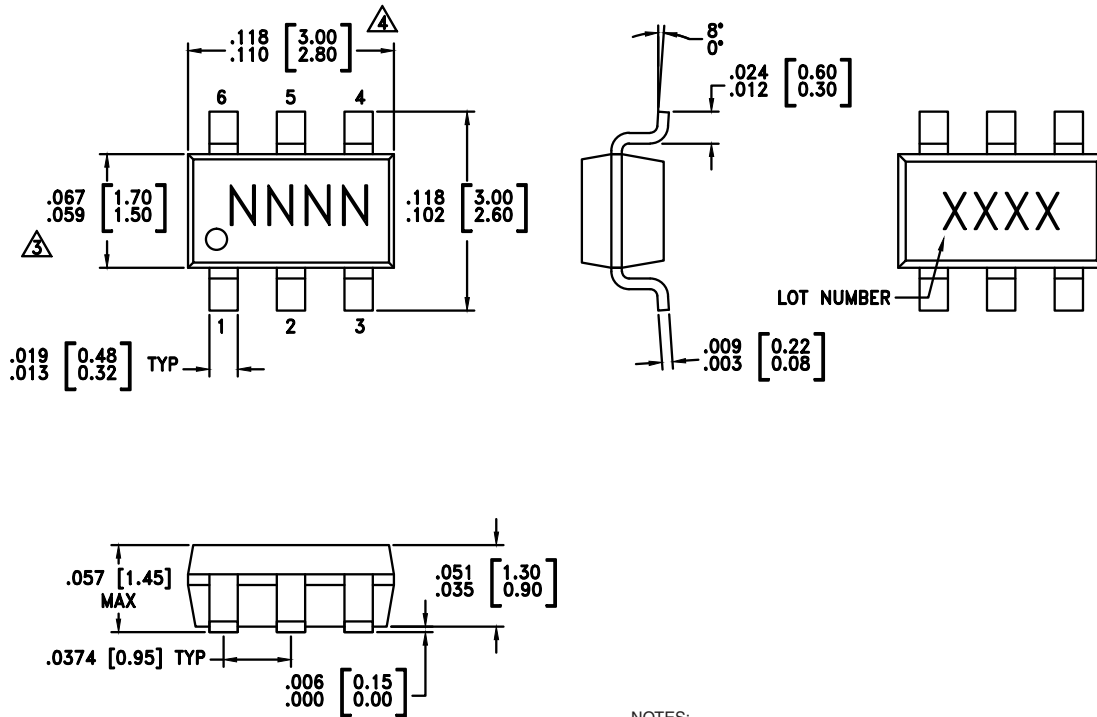 .118 [3.00]
.110 [2.80]
4
6 5 4
.067 [1.70]
.059 [1.50]
3
NNNN
.118 [3.00]
.102 [2.60]
1 2 3
.019 [0.48] TYP
.013 [0.32]
8°
0°
.024 [0.60]
.012 [0.30]
.009 [0.22]
.003 [0.08]
XXXX
LOT NUMBER
.057 [1.45]
MAX
.051 [1.30]
.035 [0.90]
.0374 [0.95] TYP
.006 [0.15]
.000 [0.00]
NOTES: